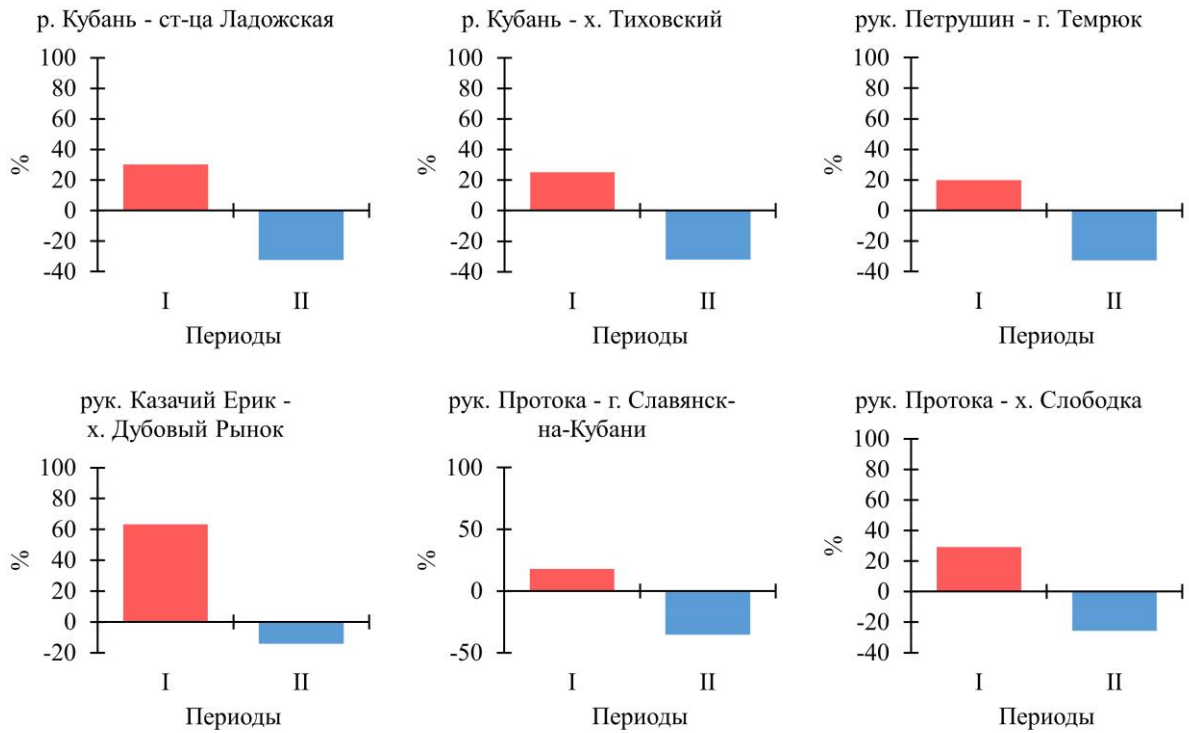 р. Кубань - ст-ца Ладожская
100
80
60
40
20
0
-20
-40
%
I II
Периоды
р. Кубань - х. Тиховский
100
80
60
40
20
0
-20
-40
%
I II
Периоды
рук. Петрушин - г. Темрюк
100
80
60
40
20
0
-20
-40
%
I II
Периоды
рук. Казачий Ерик -
х. Дубовый Рынок
100
80
60
40
20
0
-20
%
I II
Периоды
рук. Протока - г. Славянск-
на-Кубани
100
50
0
-50
%
I II
Периоды
рук. Протока - х. Слободка
100
80
60
40
20
0
-20
-40
%
I II
Периоды